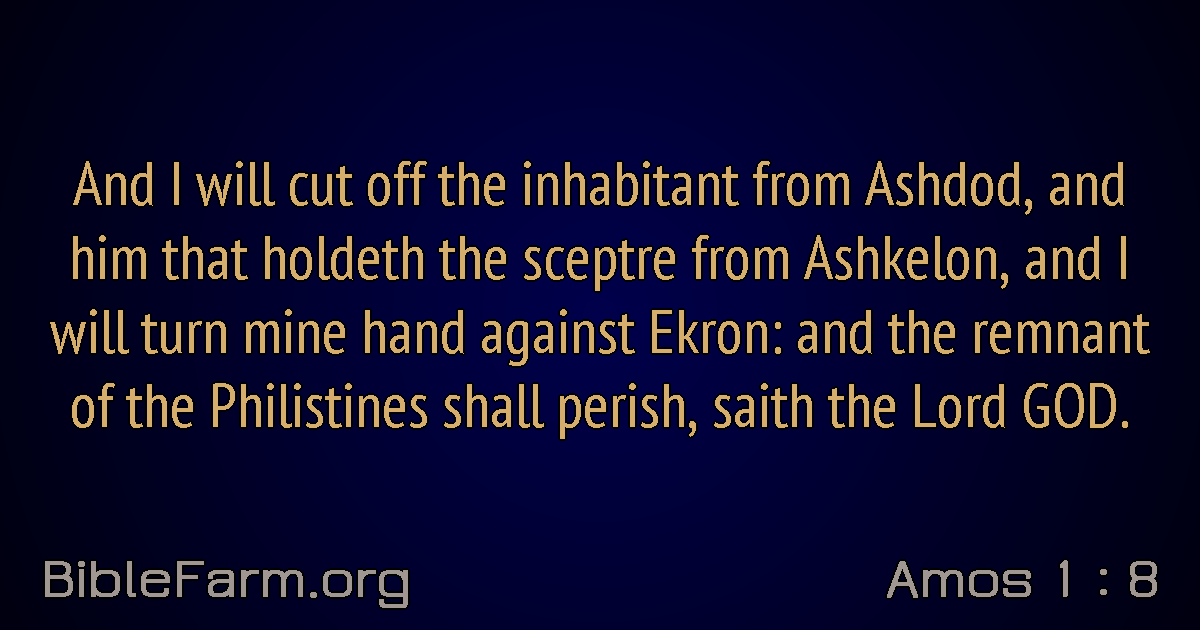 And I will cut off the inhabitant from Ashdod, and
him that holdeth the sceptre from Ashkelon, and I
will turn mine hand against Ekron: and the remnant
of the Philistines shall perish, saith the Lord GOD.
BibleFarm.org
Amos 1 : 8